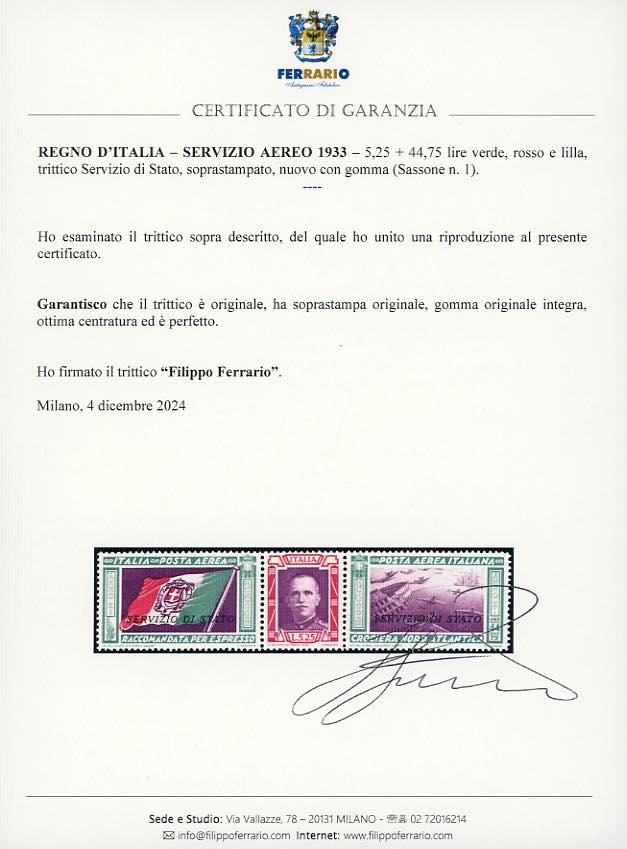 FERRARIO
Antiquariato Filatelico
CERTIFICATO DI GARANZIA
REGNO D'ITALIA – SERVIZIO AEREO 1933 – 5,25 + 44,75 lire verde, rosso e lilla,
trittico Servizio di Stato, soprastampato, nuovo con gomma (Sassone n. 1).
----
Ho esaminato il trittico sopra descritto, del quale ho unito una riproduzione al presente
certificato.
Garantisco che il trittico è originale, ha soprastampa originale, gomma originale integra,
ottima centratura ed è perfetto.
Ho firmato il trittico “Filippo Ferrario”.
Milano, 4 dicembre 2024
ITALIA POSTA AEREA
SERVIZIO DI STATO
RACCOMANDATA PER ESPRESSO
ITALIA
L.5.25
POSTA AEREA ITALIANA
SERVIZIO DI STATO
CROCIERA NORD ATLANTICO
44
75
Sede e Studio: Via Vallazze, 78 – 20131 MILANO - ☏ 02 72016214
✉ info@filippoferrario.com Internet: www.filippoferrario.com